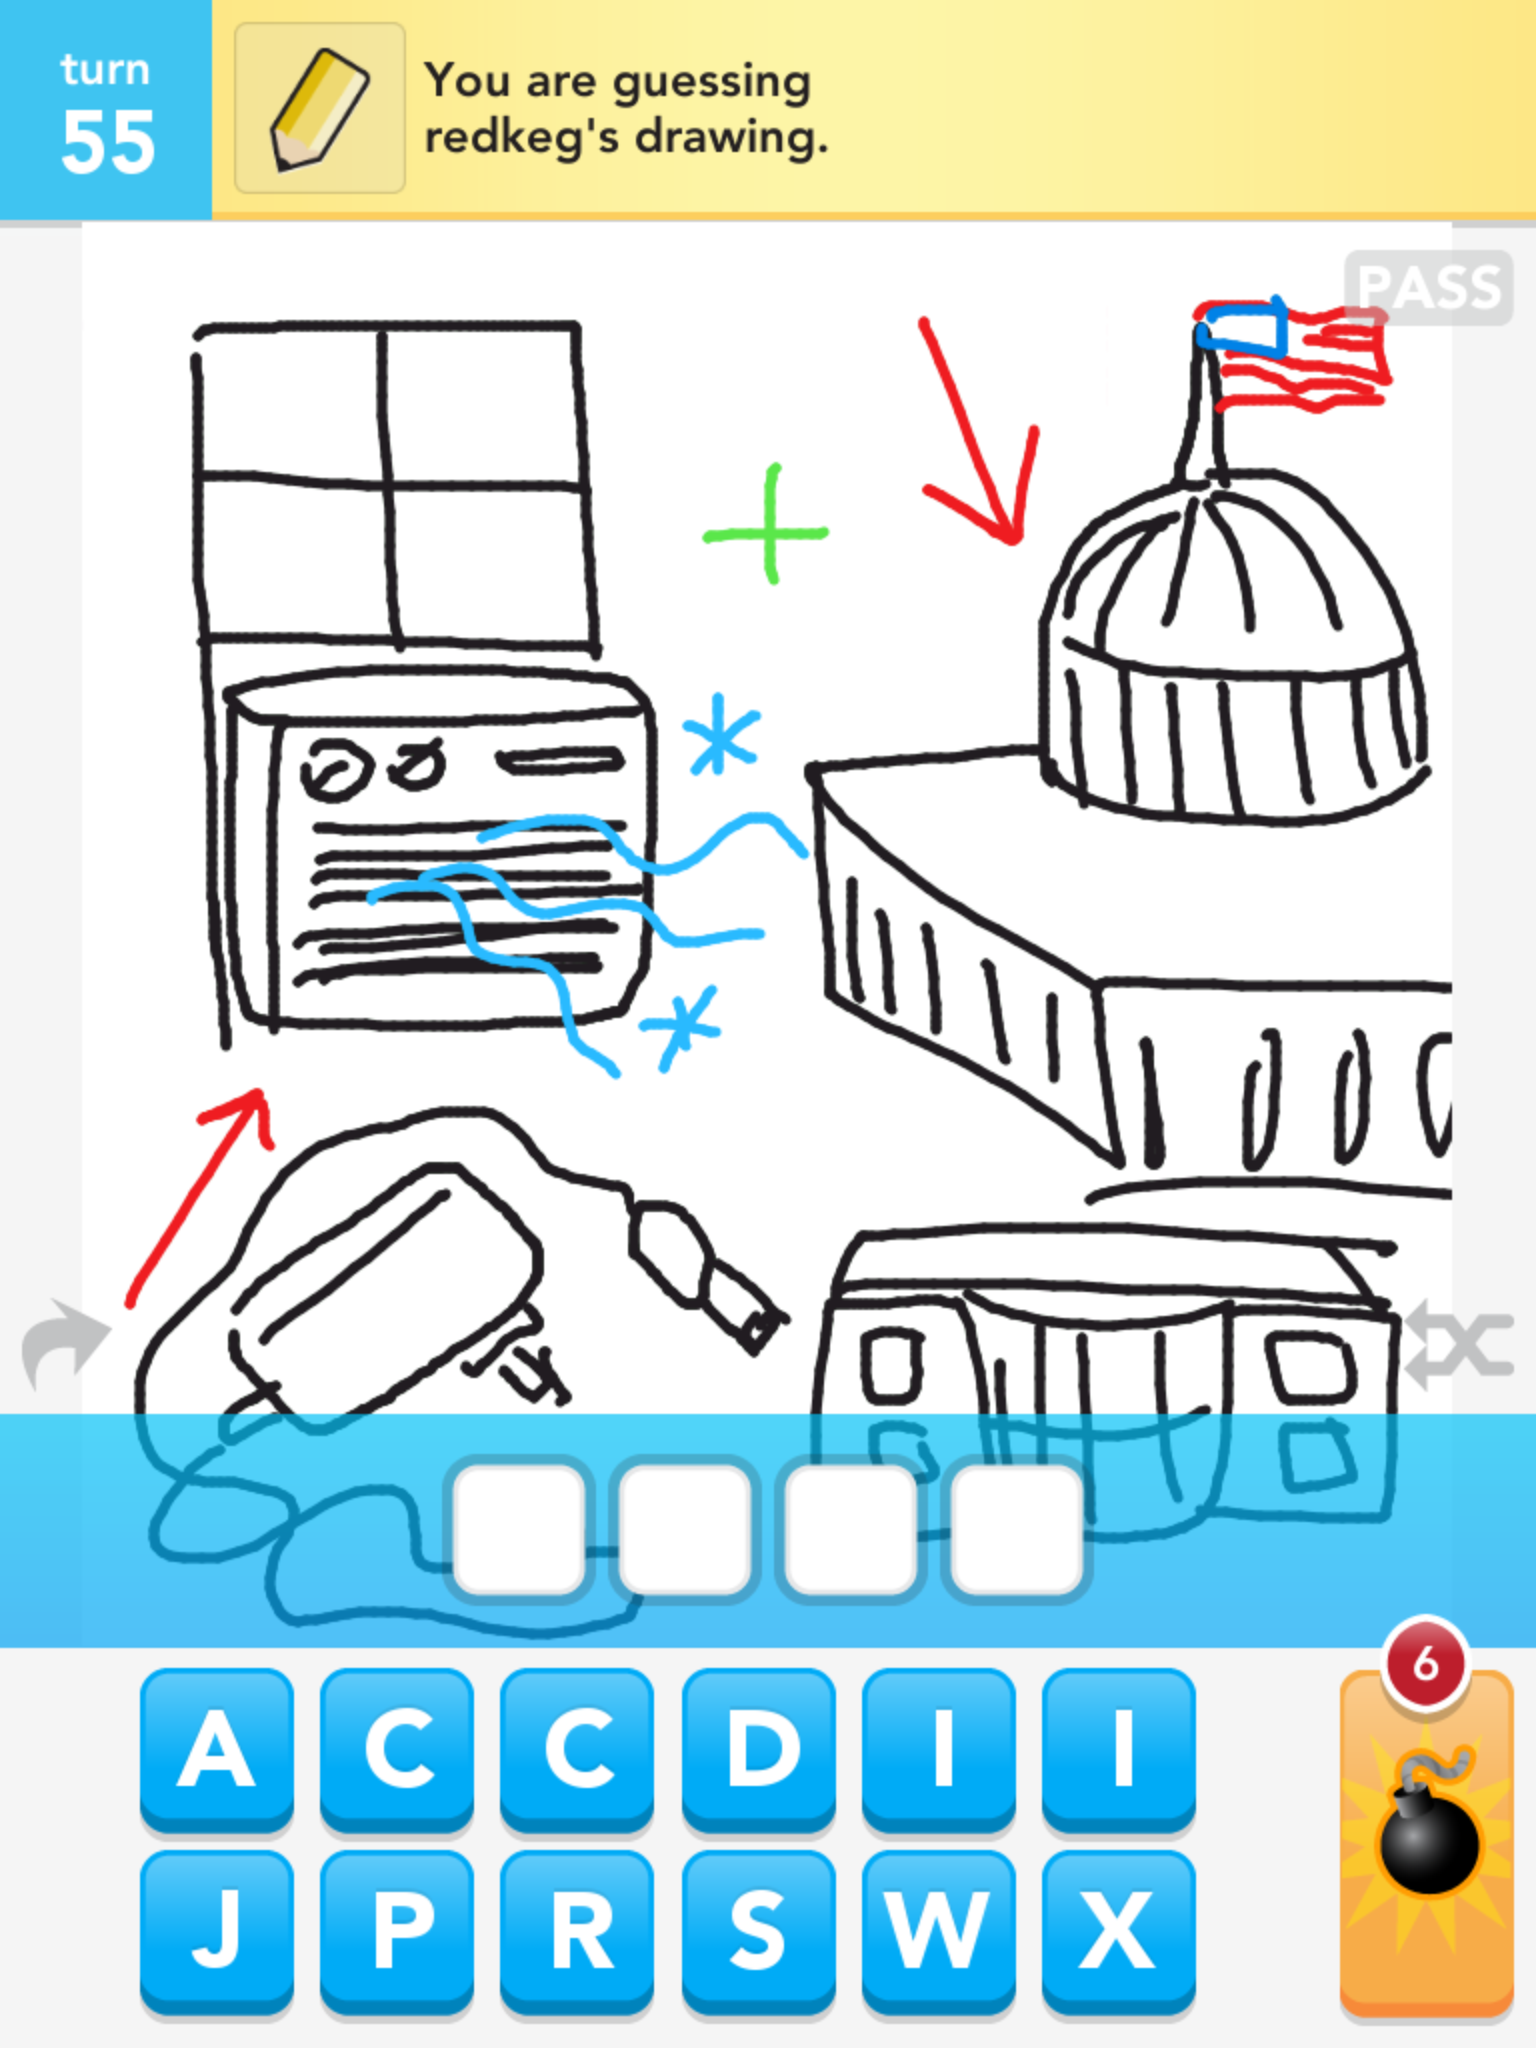 turn
55
You are guessing
redkeg's drawing.
PASS
6
A C C D I I
J P R S W X